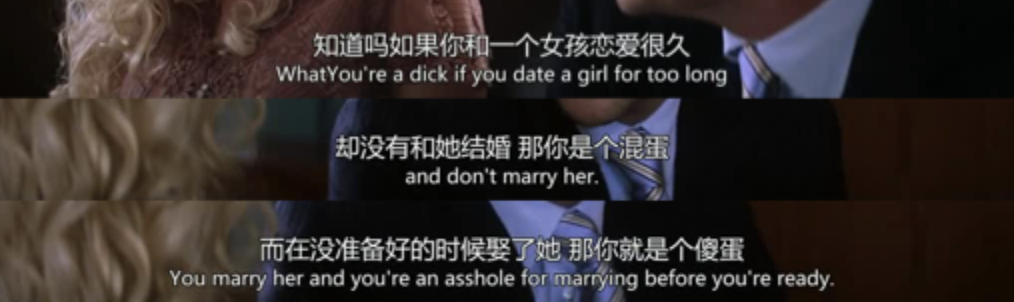 知道吗如果你和一个女孩恋爱很久
WhatYou're a dick if you date a girl for too long
却没有和她结婚 那你是个混蛋
and don't marry her.
而在没准备好的时候娶了她 那你就是个傻蛋
You marry her and you're an asshole for marrying before you're ready.